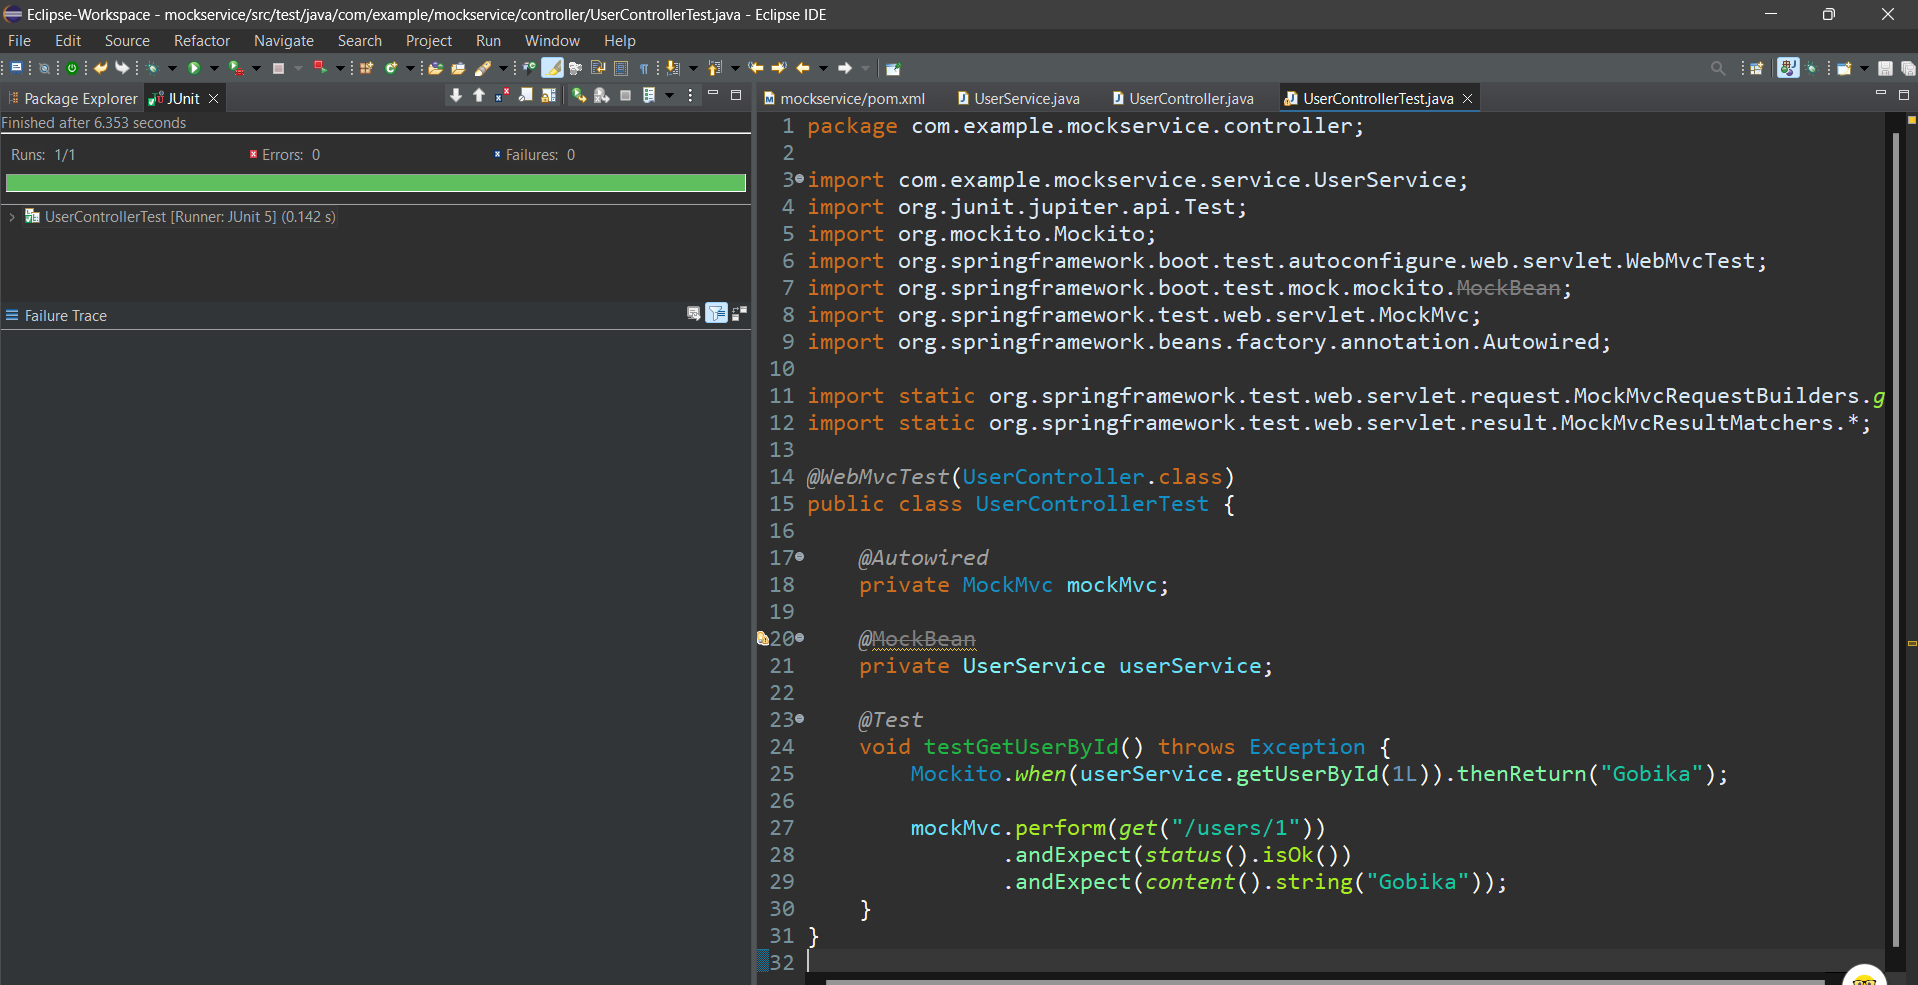 Eclipse-Workspace - mockservice/src/test/java/com/example/mockservice/controller/UserControllerTest.java - Eclipse IDE
File Edit Source Refactor Navigate Search Project Run Window Help
Package Explorer JUnit
Finished after 6.353 seconds
Runs: 1/1 Errors: 0 Failures: 0
UserControllerTest [Runner: JUnit 5] (0.142 s)
Failure Trace
mockservice/pom.xml UserService.java UserController.java UserControllerTest.java
1 package com.example.mockservice.controller;
2
3 import com.example.mockservice.service.UserService;
4 import org.junit.jupiter.api.Test;
5 import org.mockito.Mockito;
6 import org.springframework.boot.test.autoconfigure.web.servlet.WebMvcTest;
7 import org.springframework.boot.test.mock.mockito.MockBean;
8 import org.springframework.test.web.servlet.MockMvc;
9 import org.springframework.beans.factory.annotation.Autowired;
10
11 import static org.springframework.test.web.servlet.request.MockMvcRequestBuilders.g
12 import static org.springframework.test.web.servlet.result.MockMvcResultMatchers.*;
13
14 @WebMvcTest(UserController.class)
15 public class UserControllerTest {
16
17 @Autowired
18 private MockMvc mockMvc;
19
20 @MockBean
21 private UserService userService;
22
23 @Test
24 void testGetUserById() throws Exception {
25 Mockito.when(userService.getUserById(1L)).thenReturn("Gobika");
26
27 mockMvc.perform(get("/users/1"))
28 .andExpect(status().isOk())
29 .andExpect(content().string("Gobika"));
30 }
31 }
32